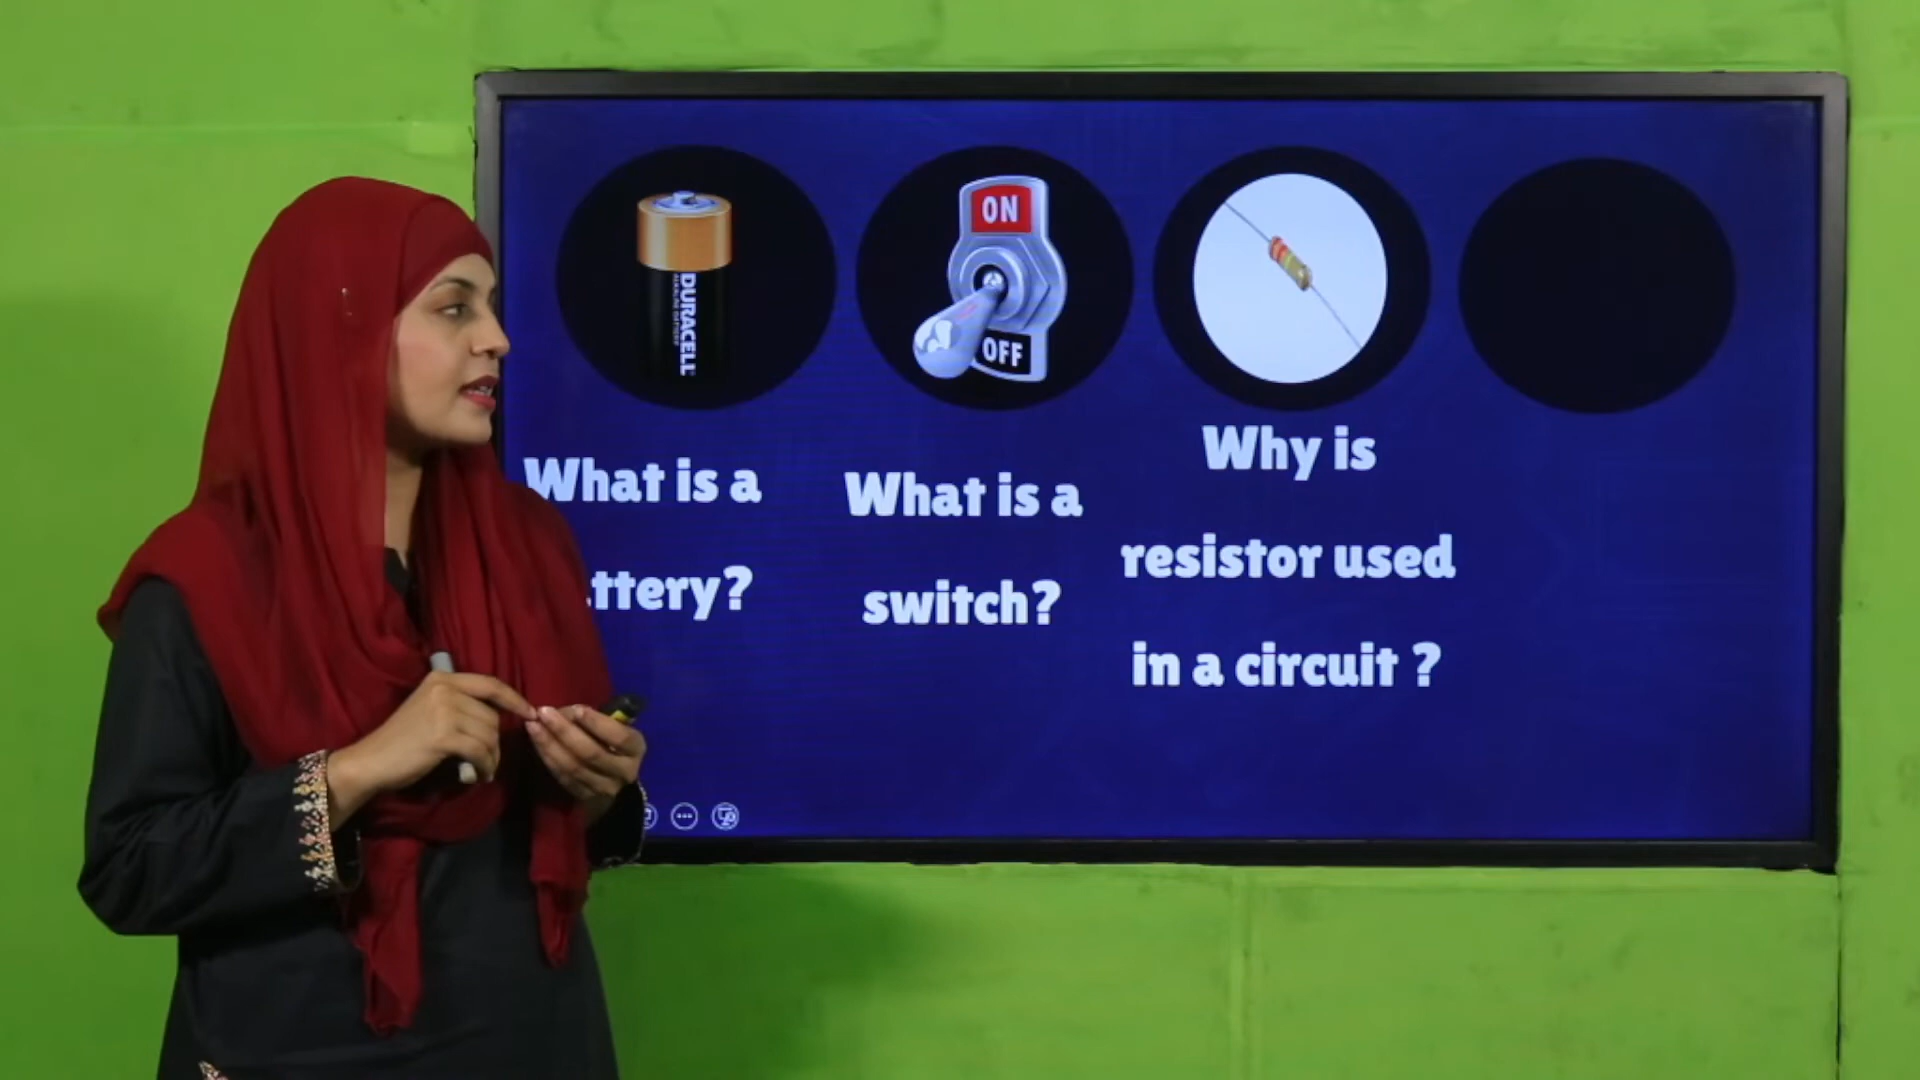 DURACELL
ON
OFF
What is a
ttery?
What is a
switch?
Why is
resistor used
in a circuit ?